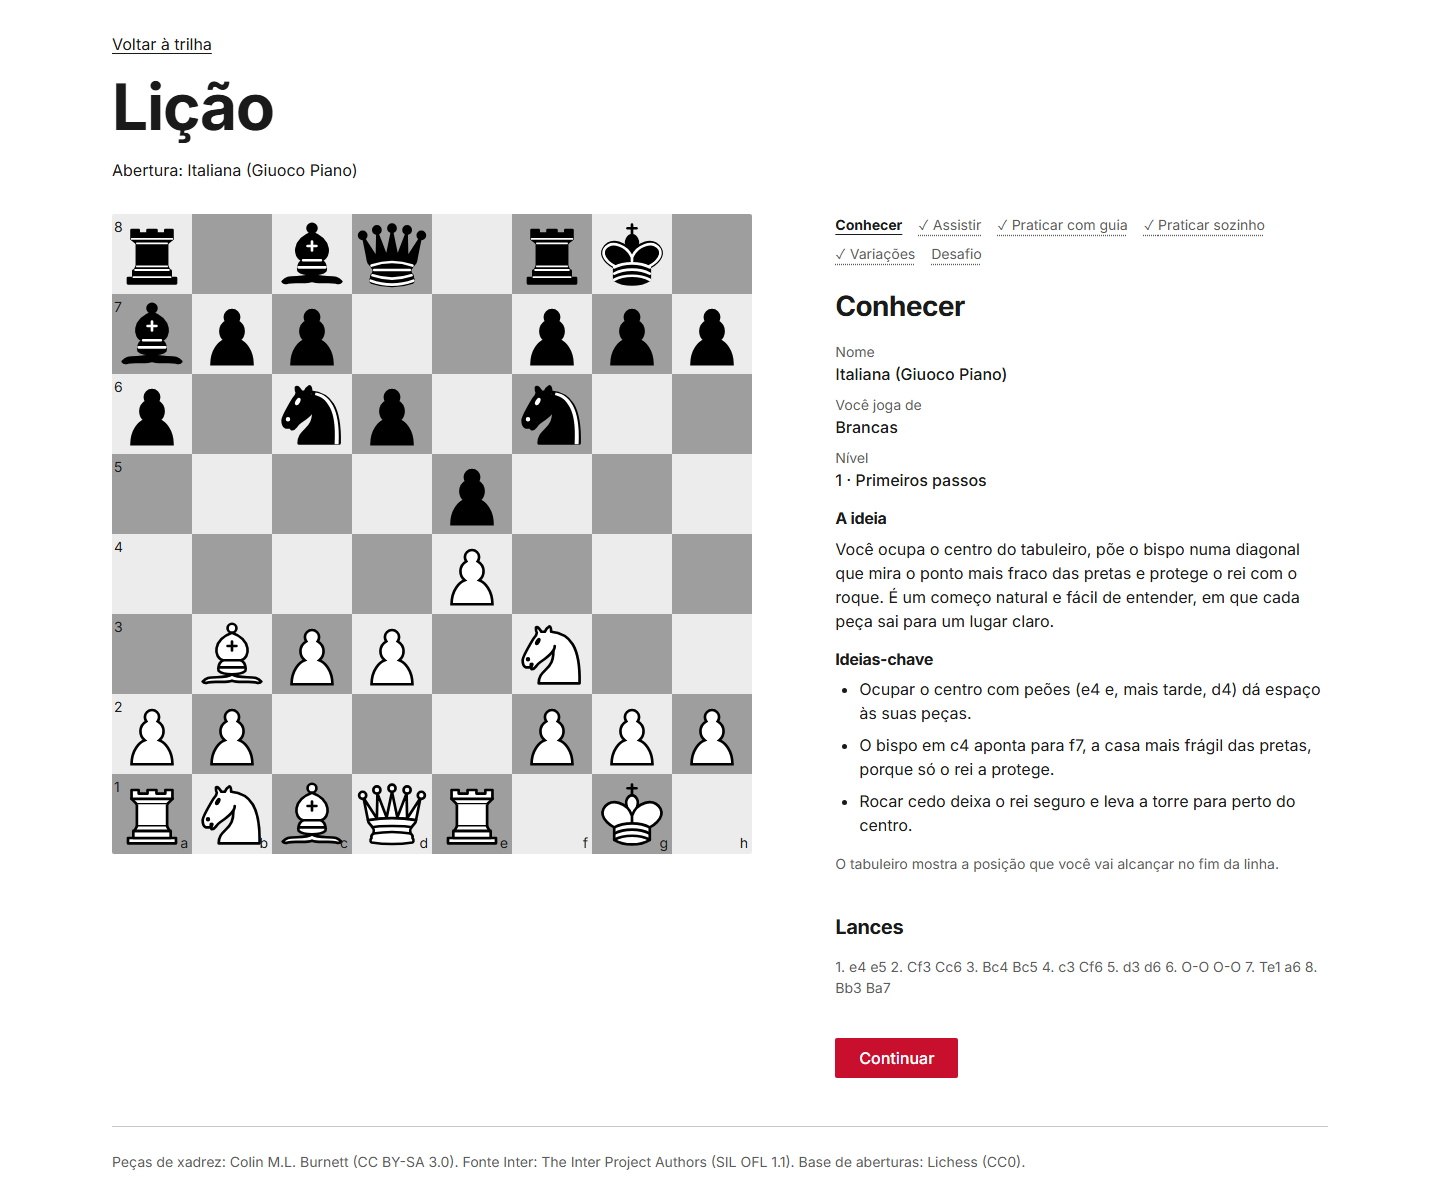 Voltar à trilha
Lição
Abertura: Italiana (Giuoco Piano)
8
7
6
5
4
3
2
1
a b c d e f g h
Conhecer ✓ Assistir ✓ Praticar com guia ✓ Praticar sozinho
✓ Variações Desafio
Conhecer
Nome
Italiana (Giuoco Piano)
Você joga de
Brancas
Nível
1 · Primeiros passos
A ideia
Você ocupa o centro do tabuleiro, põe o bispo numa diagonal
que mira o ponto mais fraco das pretas e protege o rei com o
roque. É um começo natural e fácil de entender, em que cada
peça sai para um lugar claro.
Ideias-chave
• Ocupar o centro com peões (e4 e, mais tarde, d4) dá espaço
às suas peças.
• O bispo em c4 aponta para f7, a casa mais frágil das pretas,
porque só o rei a protege.
• Rocar cedo deixa o rei seguro e leva a torre para perto do
centro.
O tabuleiro mostra a posição que você vai alcançar no fim da linha.
Lances
1. e4 e5 2. Cf3 Cc6 3. Bc4 Bc5 4. c3 Cf6 5. d3 d6 6. O-O O-O 7. Te1 a6 8.
Bb3 Ba7
Continuar
Peças de xadrez: Colin M.L. Burnett (CC BY-SA 3.0). Fonte Inter: The Inter Project Authors (SIL OFL 1.1). Base de aberturas: Lichess (CC0).